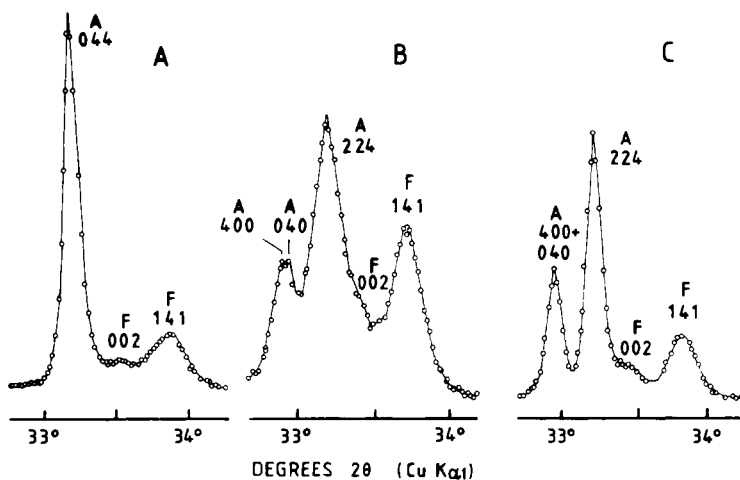 A
044
F
002
F
141
A
B
A
400
A
040
A
224
F
002
F
141
C
A
400+
040
A
224
F
002
F
141
33° 34° 33° 34° 33° 34°
DEGREES 2θ (Cu Kα1)